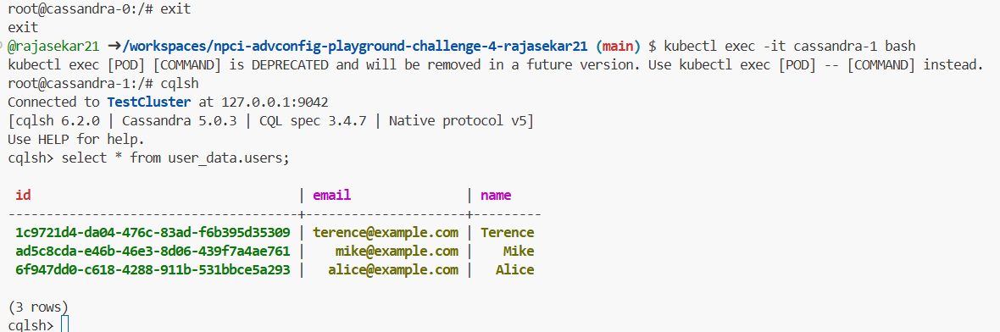 root@cassandra-0:/# exit
exit
@rajasekar21 ➜/workspaces/npci-advconfig-playground-challenge-4-rajasekar21 (main) $ kubectl exec -it cassandra-1 bash
kubectl exec [POD] [COMMAND] is DEPRECATED and will be removed in a future version. Use kubectl exec [POD] -- [COMMAND] instead.
root@cassandra-1:/# cqlsh
Connected to TestCluster at 127.0.0.1:9042
[cqlsh 6.2.0 | Cassandra 5.0.3 | CQL spec 3.4.7 | Native protocol v5]
Use HELP for help.
cqlsh> select * from user_data.users;
 id                                   | email               | name
--------------------------------------+---------------------+---------
 1c9721d4-da04-476c-83ad-f6b395d35309 | terence@example.com | Terence
 ad5c8cda-e46b-46e3-8d06-439f7a4ae761 |    mike@example.com |    Mike
 6f947dd0-c618-4288-911b-531bbce5a293 |   alice@example.com |   Alice
(3 rows)
cqlsh>